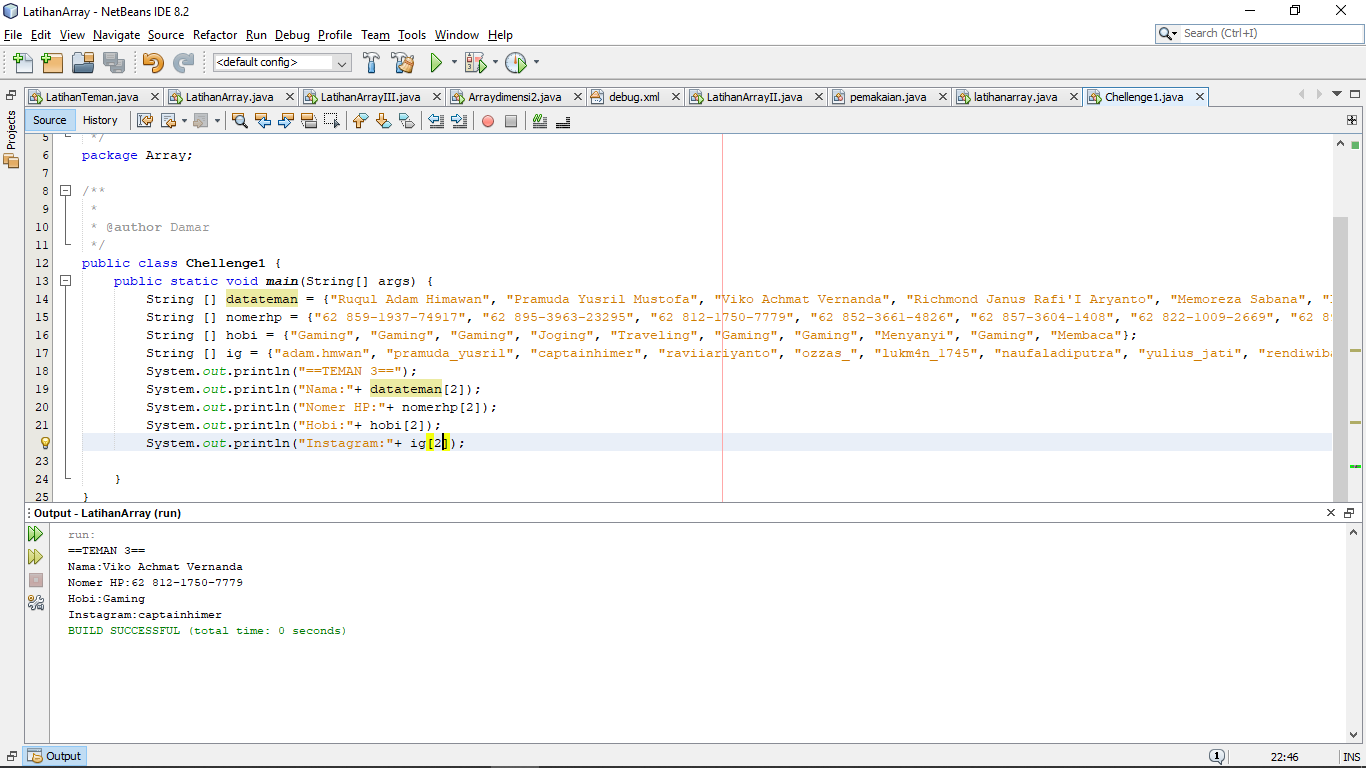 LatihanArray - NetBeans IDE 8.2
File Edit View Navigate Source Refactor Run Debug Profile Team Tools Window Help
Search (Ctrl+I)
<default config>
LatihanTeman.java LatihanArray.java LatihanArrayIII.java Arraydimensi2.java debug.xml LatihanArrayII.java pemakaian.java latihanarray.java Chellenge1.java
Projects
Source History
5 */
6 package Array;
7
8 /**
9 *
10 * @author Damar
11 */
12 public class Chellenge1 {
13 public static void main(String[] args) {
14 String [] datateman = {"Ruqul Adam Himawan", "Pramuda Yusril Mustofa", "Viko Achmat Vernanda", "Richmond Janus Rafi'I Aryanto", "Memoreza Sabana", "
15 String [] nomerhp = {"62 859-1937-74917", "62 895-3963-23295", "62 812-1750-7779", "62 852-3661-4826", "62 857-3604-1408", "62 822-1009-2669", "62 8
16 String [] hobi = {"Gaming", "Gaming", "Gaming", "Joging", "Traveling", "Gaming", "Gaming", "Menyanyi", "Gaming", "Membaca"};
17 String [] ig = {"adam.hmwan", "pramuda_yusril", "captainhimer", "raviiariyanto", "ozzas_", "lukm4n_1745", "naufaladiputra", "yulius_jati", "rendiwiba
18 System.out.println("==TEMAN 3==");
19 System.out.println("Nama:"+ datateman[2]);
20 System.out.println("Nomer HP:"+ nomerhp[2]);
21 System.out.println("Hobi:"+ hobi[2]);
System.out.println("Instagram:"+ ig[2]);
23
24 }
25 }
Output - LatihanArray (run)
run:
==TEMAN 3==
Nama:Viko Achmat Vernanda
Nomer HP:62 812-1750-7779
Hobi:Gaming
Instagram:captainhimer
BUILD SUCCESSFUL (total time: 0 seconds)
Output
1
22:46
INS